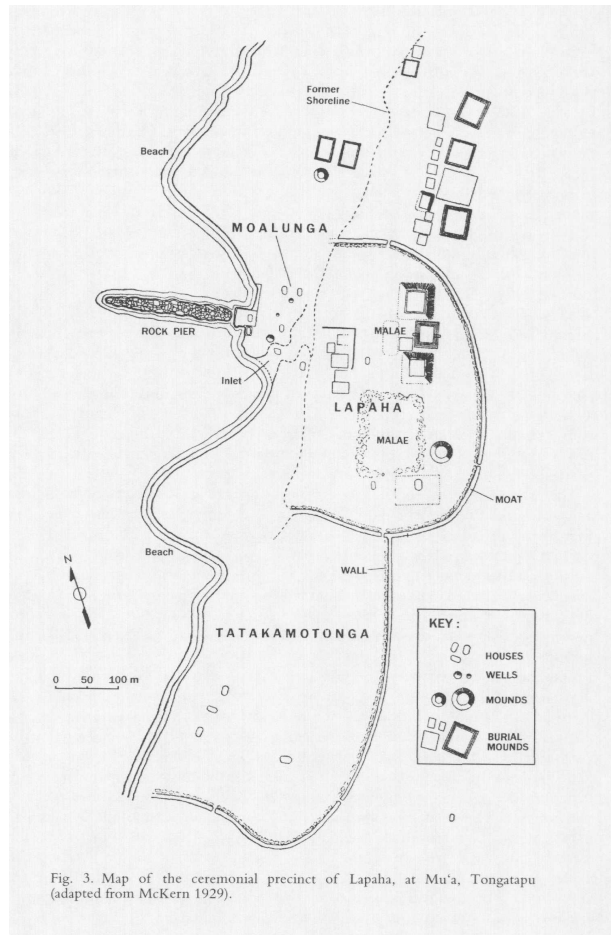 Former
Shoreline
Beach
MOALUNGA
ROCK PIER
MALAE
Inlet
LAPAHA
MALAE
MOAT
N
Beach
WALL
TATAKAMOTONGA
0 50 100 m
KEY :
HOUSES
WELLS
MOUNDS
BURIAL
MOUNDS
Fig. 3. Map of the ceremonial precinct of Lapaha, at Mu‘a, Tongatapu
(adapted from McKern 1929).